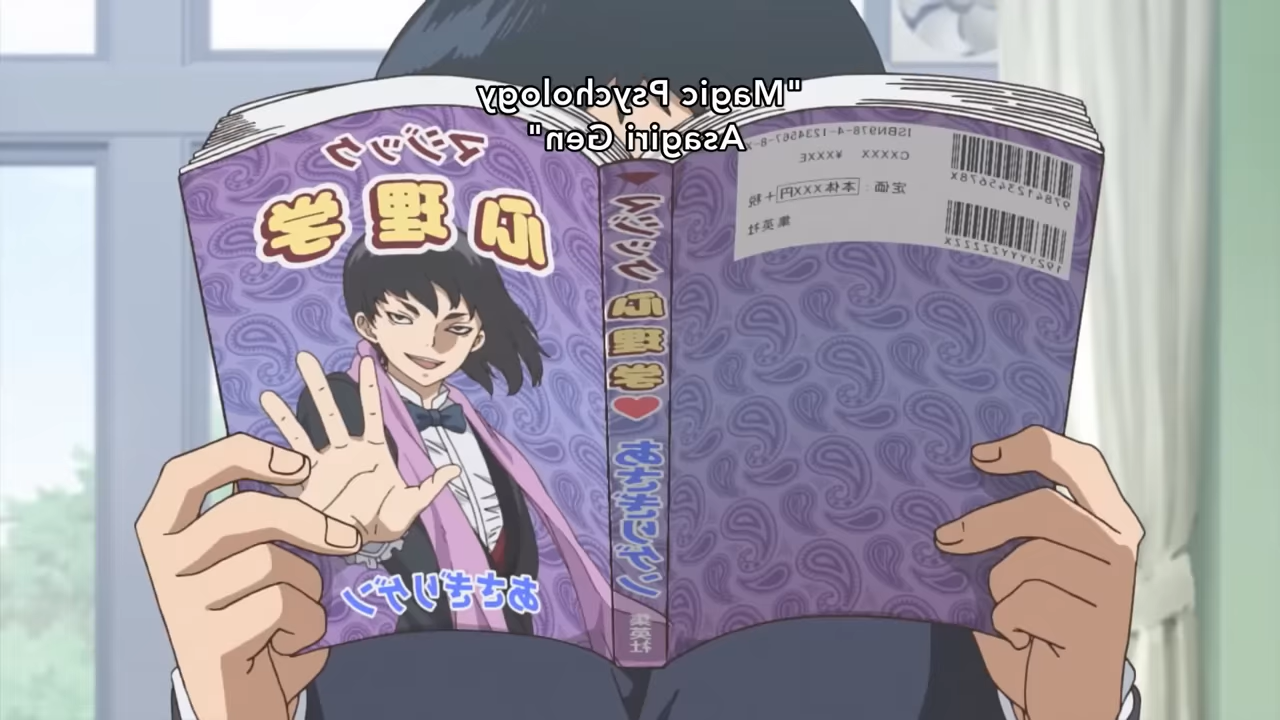 "Magic Psychology
Asagiri Gen"
マジック
心理学
あさぎりゲン
マジック心理学♥あさぎりゲン
集英社
978412345678X
192YYYYZZZZZX
ISBN978-4-1234567-8-X
CXXXX ¥XXXE
定価：本体XXX円＋税
集英社